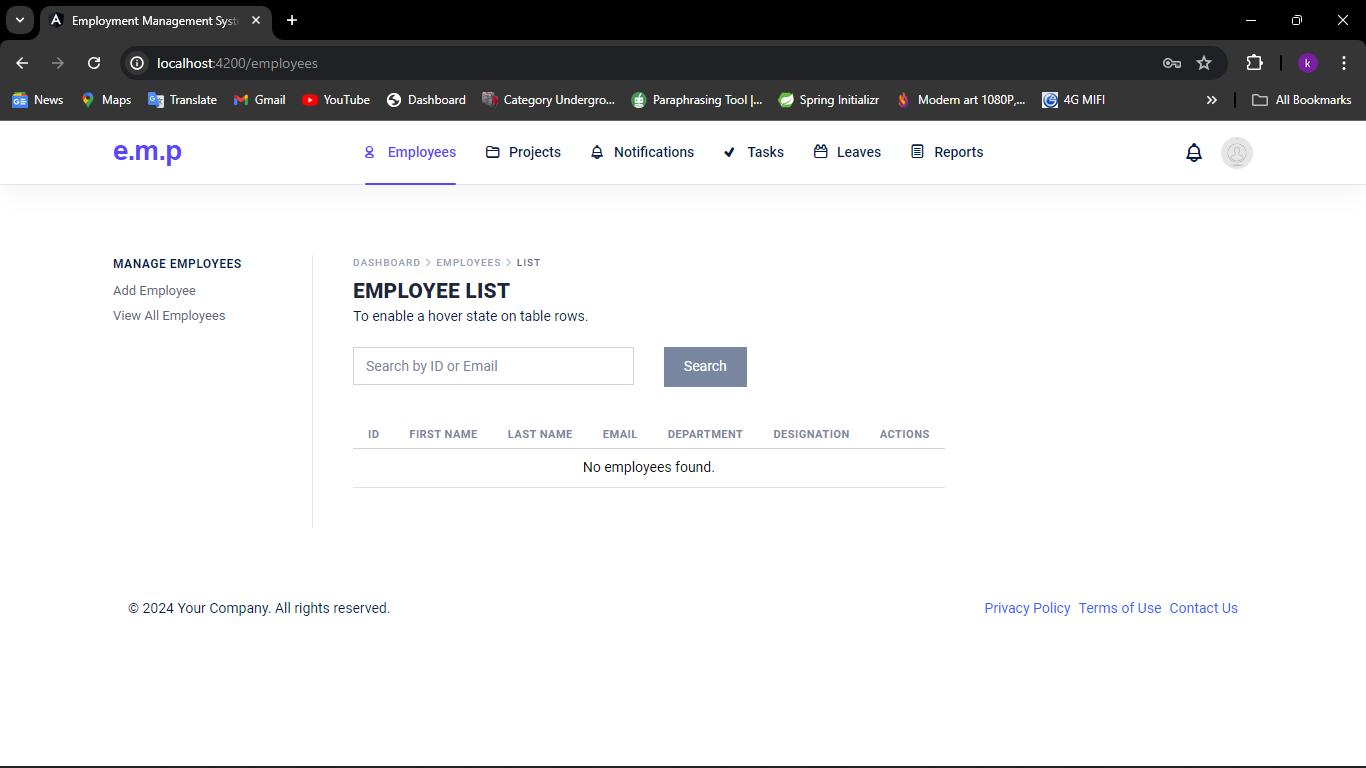 Employment Management Syst
localhost:4200/employees
k
News Maps Translate Gmail YouTube Dashboard Category Undergro... Paraphrasing Tool |... Spring Initializr Modern art 1080P,... 4G MIFI » All Bookmarks
e.m.p Employees Projects Notifications Tasks Leaves Reports
MANAGE EMPLOYEES
Add Employee
View All Employees
DASHBOARD > EMPLOYEES > LIST
EMPLOYEE LIST
To enable a hover state on table rows.
Search by ID or Email Search
ID FIRST NAME LAST NAME EMAIL DEPARTMENT DESIGNATION ACTIONS
No employees found.
© 2024 Your Company. All rights reserved. Privacy Policy Terms of Use Contact Us